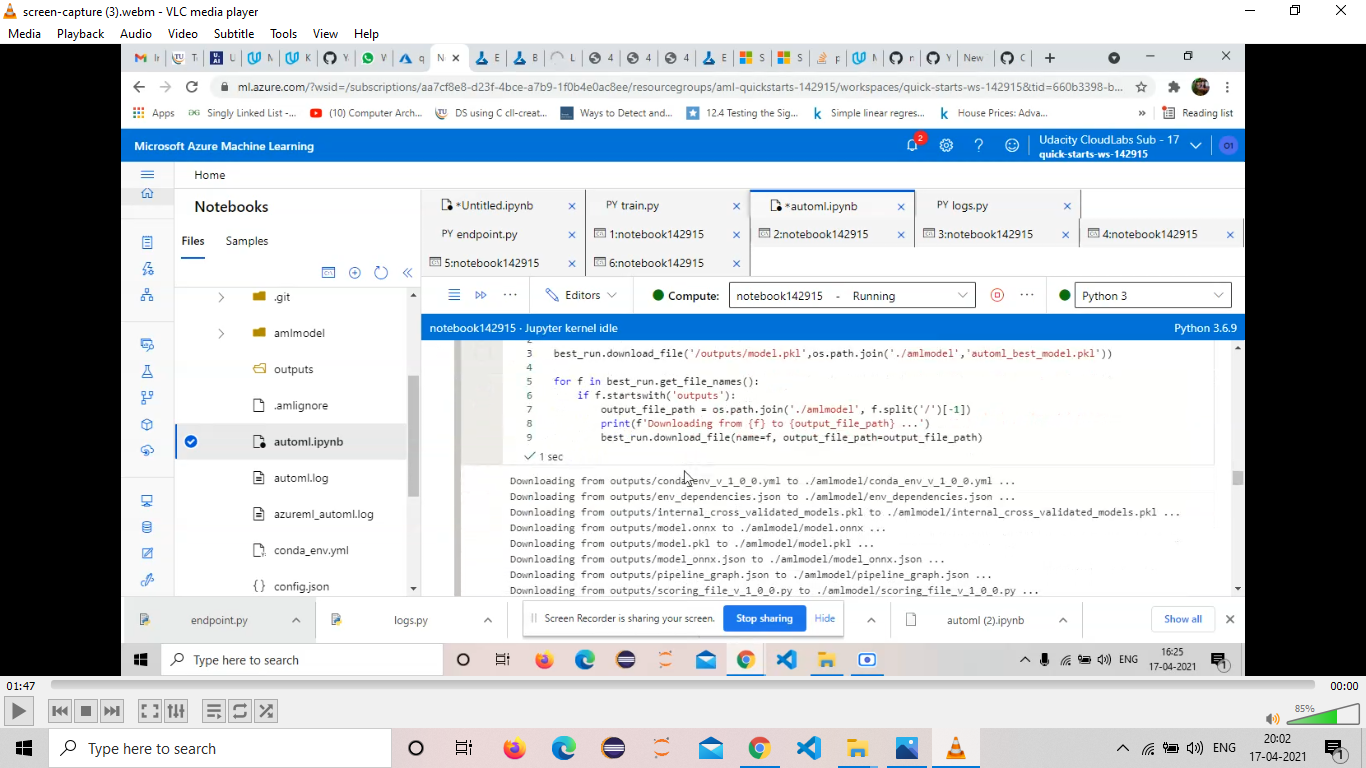 screen-capture (3).webm - VLC media player
Media Playback Audio Video Subtitle Tools View Help
ml.azure.com/?wsid=/subscriptions/aa7cf8e8-d23f-4bce-a7b9-1f0b4e0ac8ee/resourcegroups/aml-quickstarts-142915/workspaces/quick-starts-ws-142915&tid=660b3398-b...
Apps Singly Linked List -... (10) Computer Arch... DS using C cll-creat... Ways to Detect and... 12.4 Testing the Sig... Simple linear regres... House Prices: Adva... » Reading list
Microsoft Azure Machine Learning 2 ? Udacity CloudLabs Sub - 17
quick-starts-ws-142915
Home
Notebooks
Files Samples
*Untitled.ipynb PY train.py *automl.ipynb PY logs.py
PY endpoint.py 1:notebook142915 2:notebook142915 3:notebook142915 4:notebook142915
5:notebook142915 6:notebook142915
Editors Compute: notebook142915 - Running Python 3
notebook142915 · Jupyter kernel idle Python 3.6.9
.git
amlmodel
outputs
.amlignore
automl.ipynb
automl.log
azureml_automl.log
conda_env.yml
{ } config.json
2
3 best_run.download_file('/outputs/model.pkl',os.path.join('./amlmodel','automl_best_model.pkl'))
4
5 for f in best_run.get_file_names():
6 if f.startswith('outputs'):
7 output_file_path = os.path.join('./amlmodel', f.split('/')[-1])
8 print(f'Downloading from {f} to {output_file_path} ...')
9 best_run.download_file(name=f, output_file_path=output_file_path)
1 sec
Downloading from outputs/conda_env_v_1_0_0.yml to ./amlmodel/conda_env_v_1_0_0.yml ...
Downloading from outputs/env_dependencies.json to ./amlmodel/env_dependencies.json ...
Downloading from outputs/internal_cross_validated_models.pkl to ./amlmodel/internal_cross_validated_models.pkl ...
Downloading from outputs/model.onnx to ./amlmodel/model.onnx ...
Downloading from outputs/model.pkl to ./amlmodel/model.pkl ...
Downloading from outputs/model_onnx.json to ./amlmodel/model_onnx.json ...
Downloading from outputs/pipeline_graph.json to ./amlmodel/pipeline_graph.json ...
Downloading from outputs/scoring_file_v_1_0_0.py to ./amlmodel/scoring_file_v_1_0_0.py ...
endpoint.py logs.py Screen Recorder is sharing your screen. Stop sharing Hide automl (2).ipynb Show all
Type here to search ENG 16:25
17-04-2021
01:47 00:00
85%
Type here to search ENG 20:02
17-04-2021